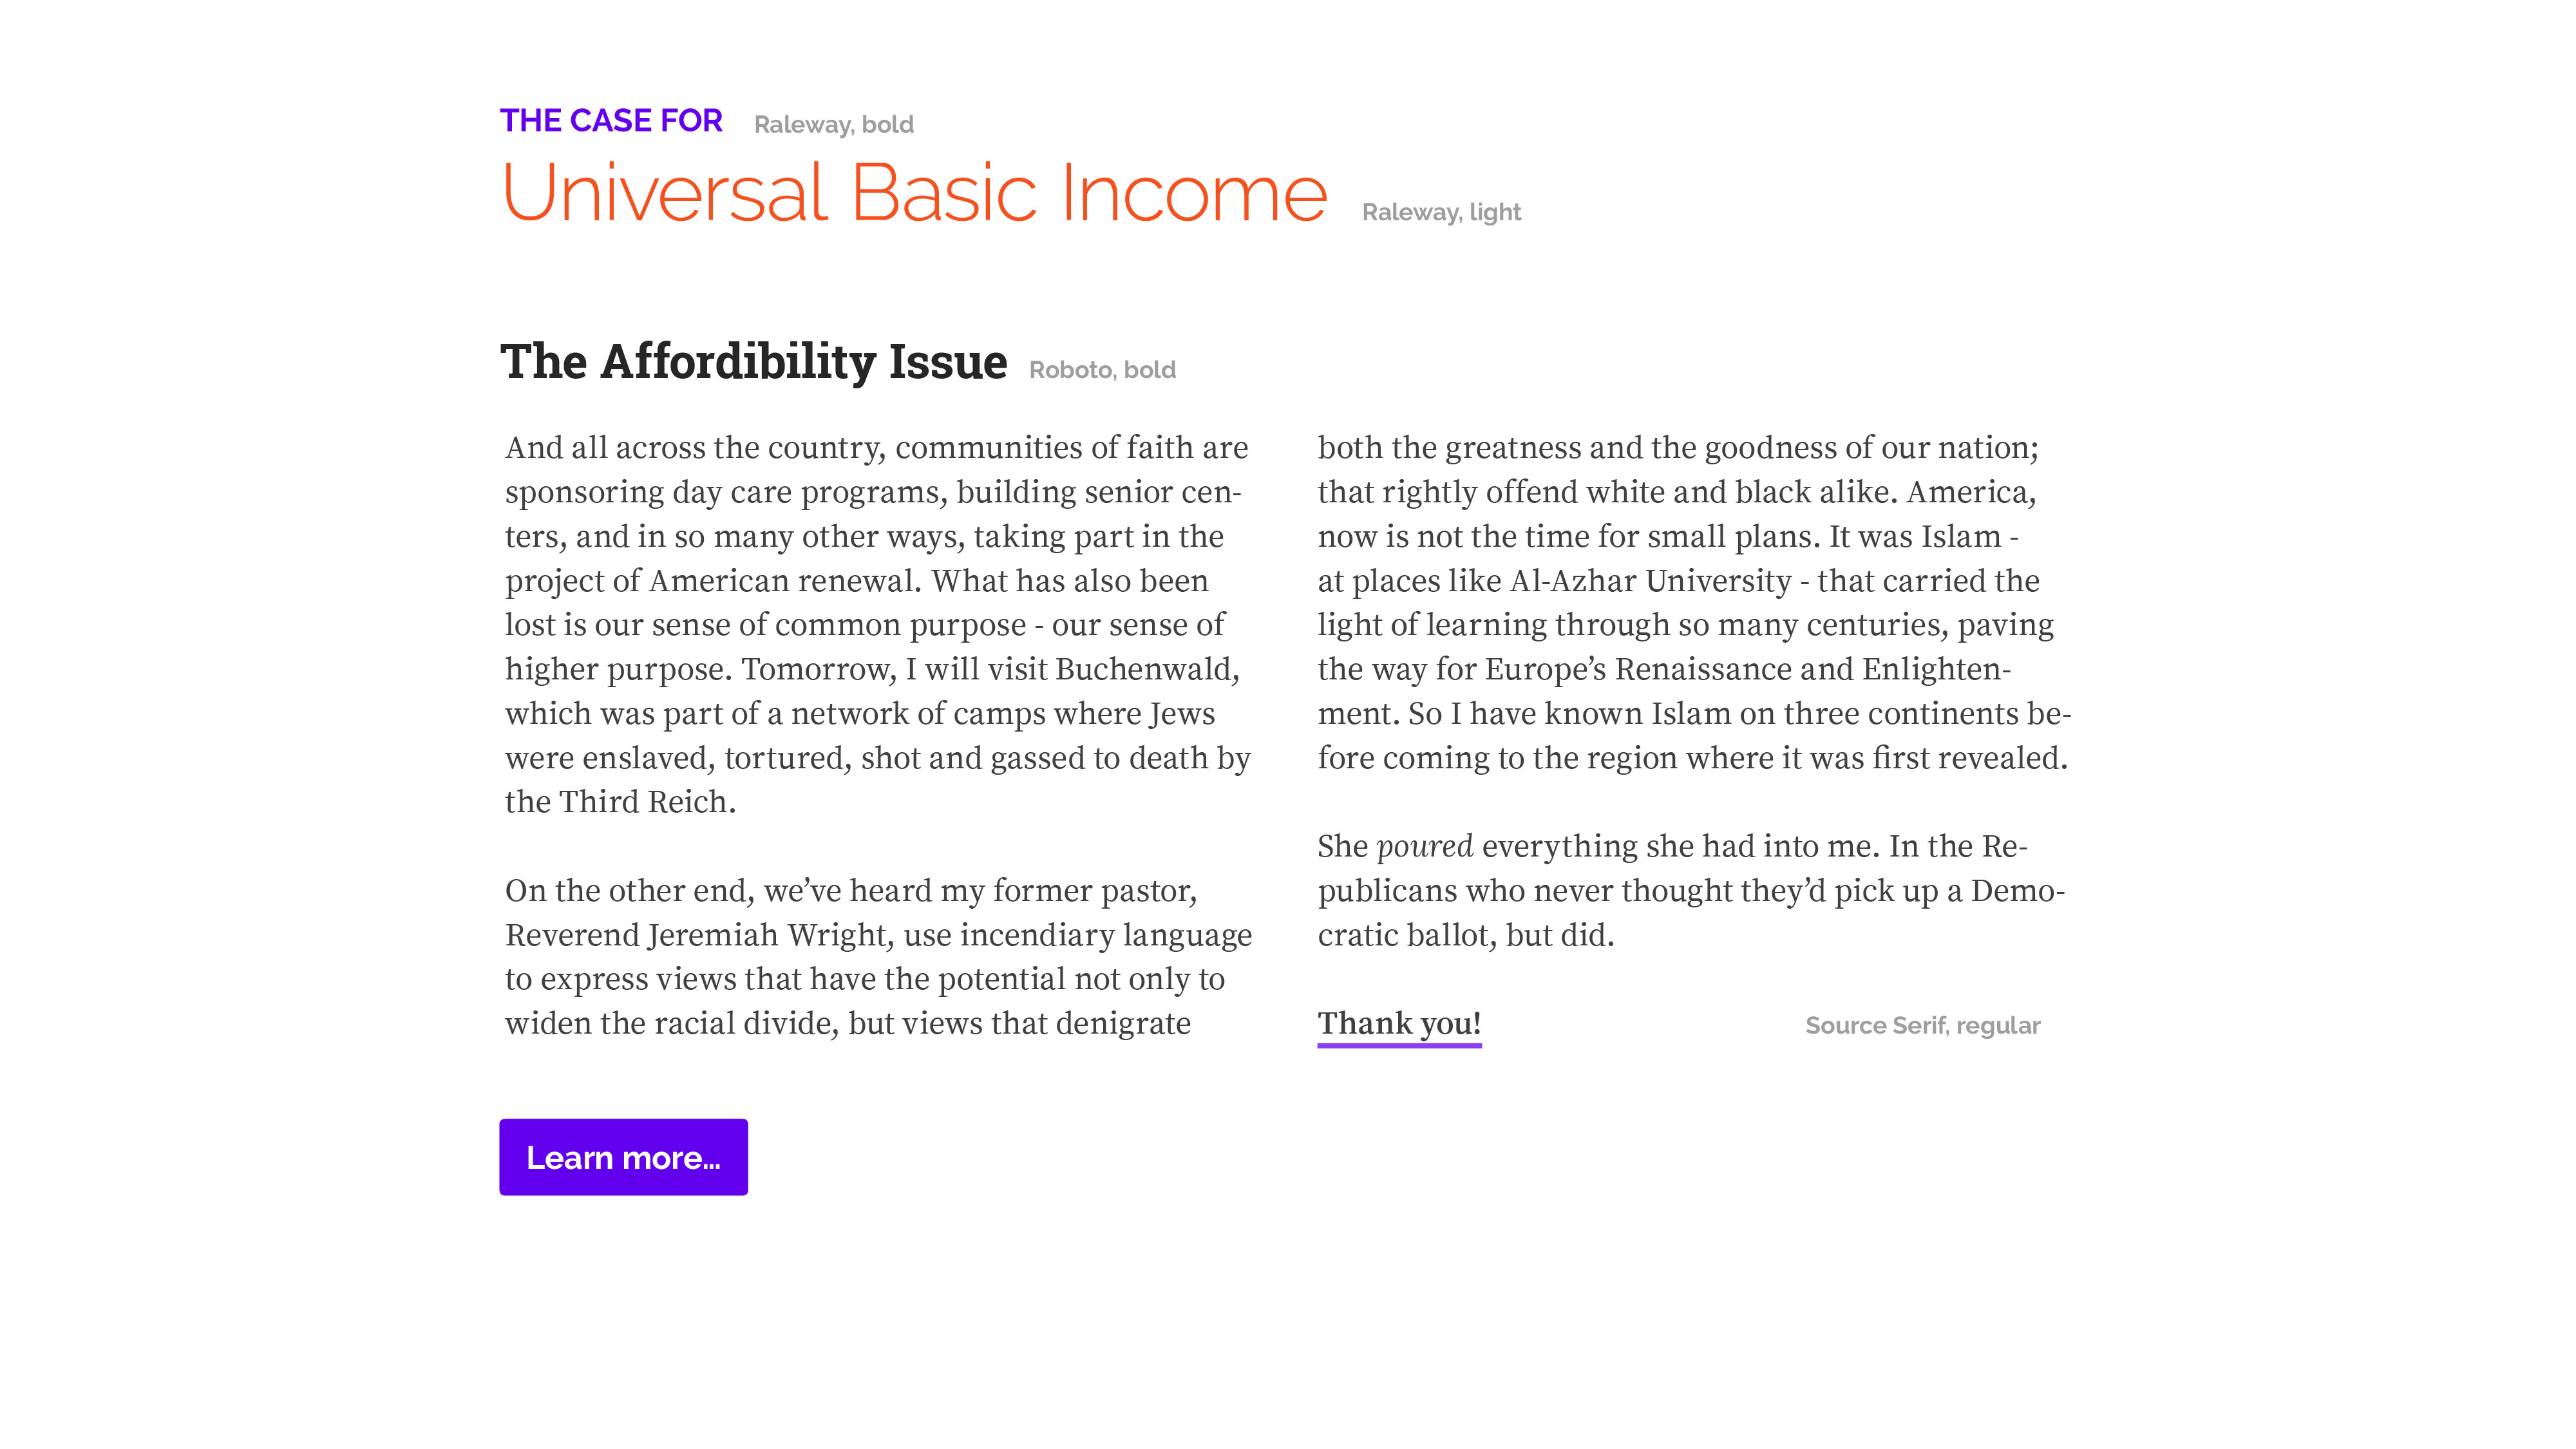 THE CASE FOR Raleway, bold
Universal Basic Income Raleway, light
The Affordibility Issue Roboto, bold
And all across the country, communities of faith are
sponsoring day care programs, building senior cen-
ters, and in so many other ways, taking part in the
project of American renewal. What has also been
lost is our sense of common purpose - our sense of
higher purpose. Tomorrow, I will visit Buchenwald,
which was part of a network of camps where Jews
were enslaved, tortured, shot and gassed to death by
the Third Reich.
On the other end, we’ve heard my former pastor,
Reverend Jeremiah Wright, use incendiary language
to express views that have the potential not only to
widen the racial divide, but views that denigrate
both the greatness and the goodness of our nation;
that rightly offend white and black alike. America,
now is not the time for small plans. It was Islam -
at places like Al-Azhar University - that carried the
light of learning through so many centuries, paving
the way for Europe’s Renaissance and Enlighten-
ment. So I have known Islam on three continents be-
fore coming to the region where it was first revealed.
She poured everything she had into me. In the Re-
publicans who never thought they’d pick up a Demo-
cratic ballot, but did.
Thank you! Source Serif, regular
Learn more...